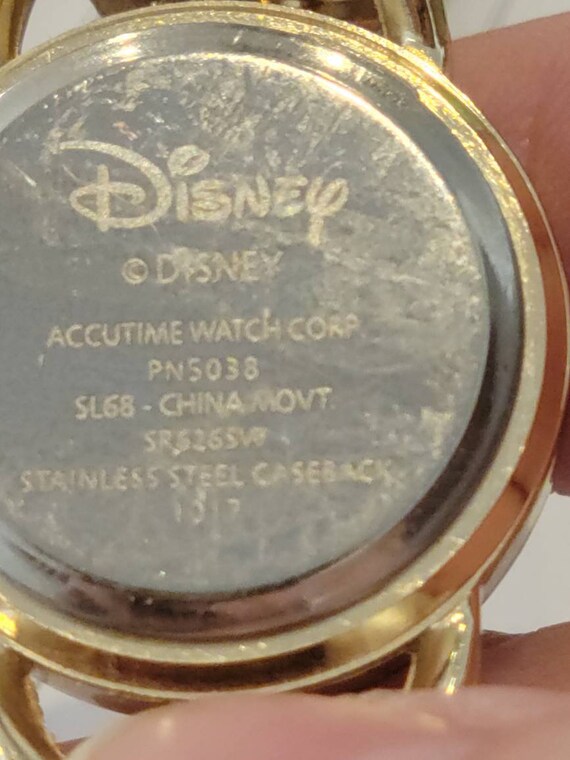 Disney
© DISNEY
ACCUTIME WATCH CORP
PN5038
SL68 - CHINA MOVT.
SR626SW
STAINLESS STEEL CASEBACK
1017